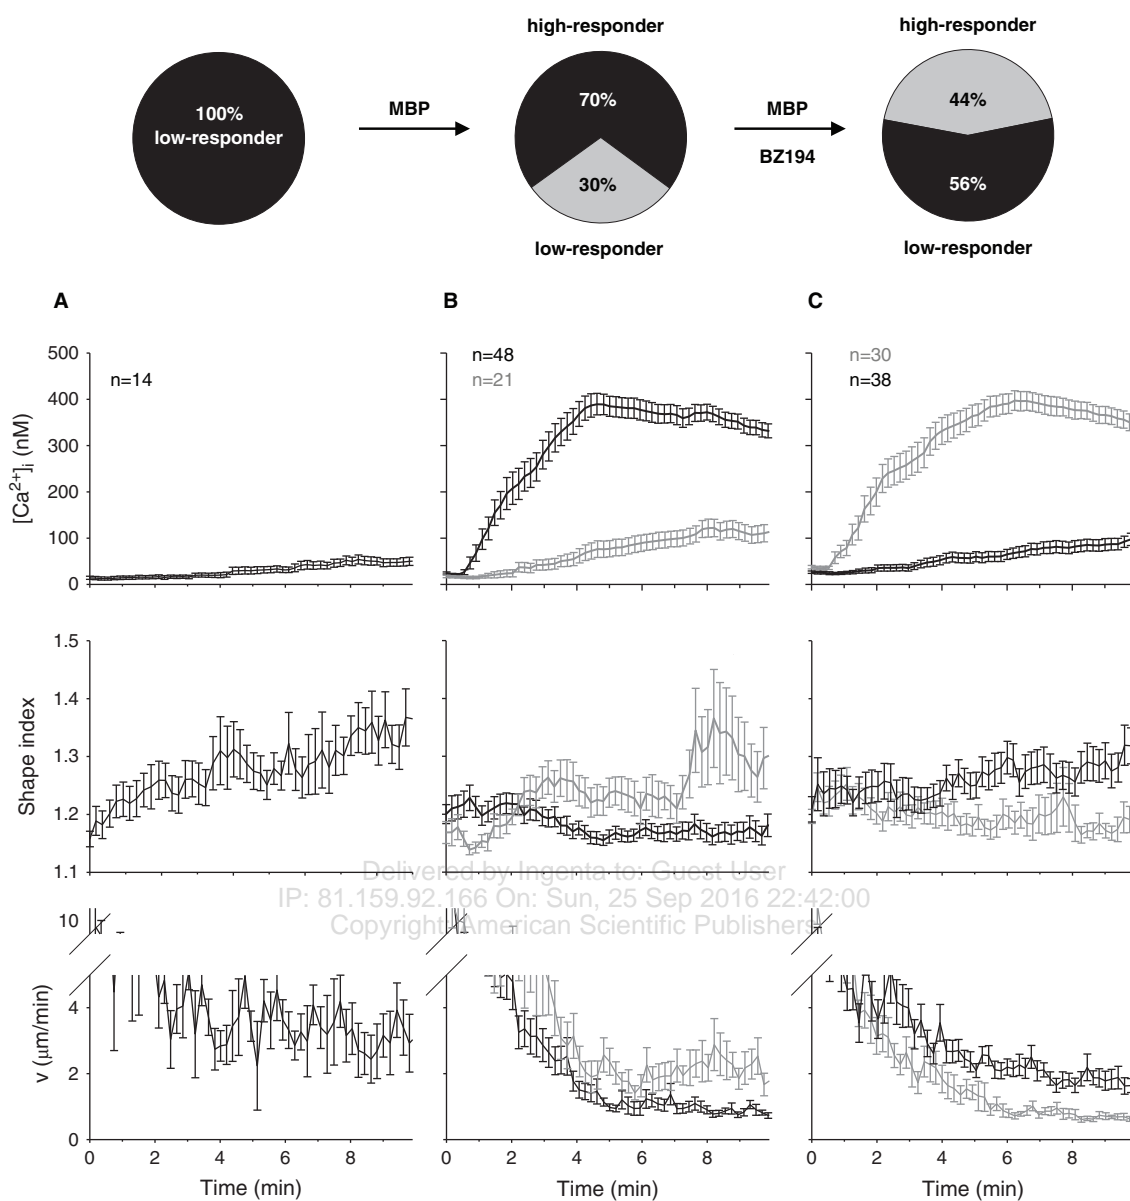 high-responder
high-responder
100%
low-responder
MBP
70%
30%
MBP
BZ194
44%
56%
low-responder
low-responder
A
B
C
[Ca2+]i (nM)
500
400
300
200
100
0
n=14
n=48
n=21
n=30
n=38
Shape index
1.5
1.4
1.3
1.2
1.1
Delivered by Ingenta to: Guest User
IP: 81.159.92.166 On: Sun, 25 Sep 2016 22:42:00
Copyright: American Scientific Publishers
v (µm/min)
10
4
2
0
0 2 4 6 8
0 2 4 6 8
0 2 4 6 8
Time (min)
Time (min)
Time (min)